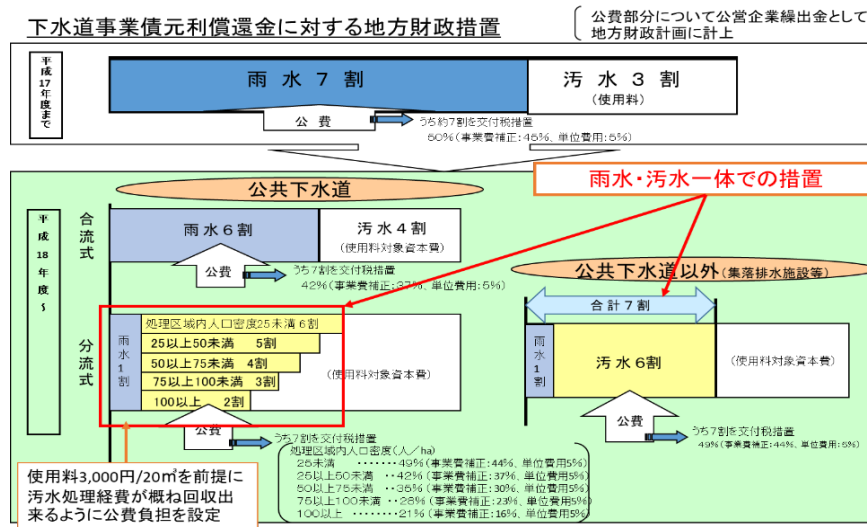 下水道事業債元利償還金に対する地方財政措置
公費部分について公営企業繰出金として
地方財政計画に計上
平成17年度まで
雨水7割
汚水3割
(使用料)
公費
うち約7割を交付税措置
50%(事業費補正:45%、単位費用:5%)
雨水・汚水一体での措置
公共下水道
平成18年度~
合流式
雨水6割
汚水4割
(使用料対象資本費)
公費
うち7割を交付税措置
42%(事業費補正:37%、単位費用:5%)
公共下水道以外(集落排水施設等)
合計7割
分流式
雨水1割
処理区域内人口密度25未満 6割
25以上50未満 5割
50以上75未満 4割
75以上100未満 3割
100以上 2割
(使用料対象資本費)
雨水1割
汚水6割
(使用料対象資本費)
公費
うち7割を交付税措置
公費
うち7割を交付税措置
49%(事業費補正:44%、単位費用:5%)
処理区域内人口密度(人/ha)
25未満 ・・・・・・・49%(事業費補正:44%、単位費用5%)
25以上50未満 ・・42%(事業費補正:37%、単位費用5%)
50以上75未満 ・・35%(事業費補正:30%、単位費用5%)
75以上100未満・・28%(事業費補正:23%、単位費用5%)
100以上 ・・・・・21%(事業費補正:16%、単位費用5%)
使用料3,000円/20㎥を前提に
汚水処理経費が概ね回収出
来るように公費負担を設定